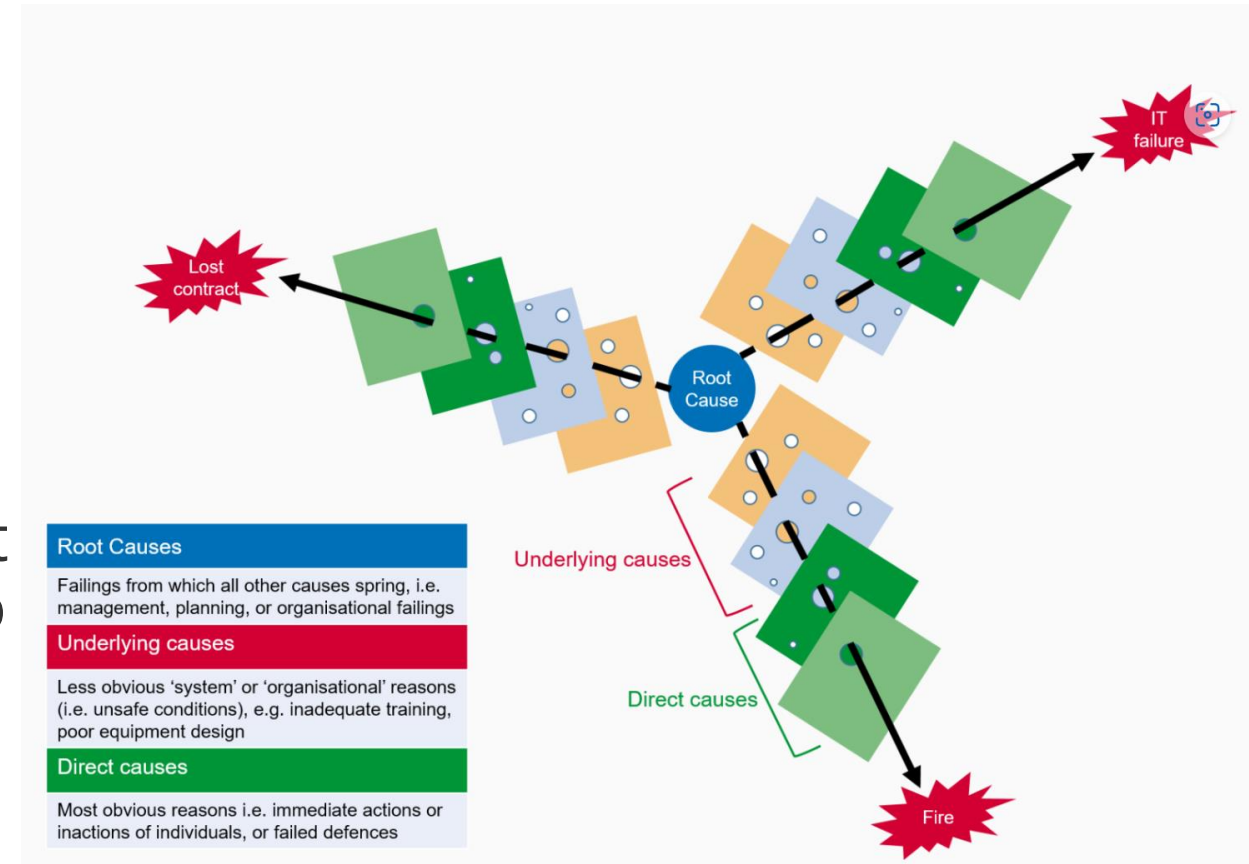 IT
failure
Lost
contract
Root
Cause
Underlying causes
Direct causes
Fire
Root Causes
Failings from which all other causes spring, i.e.
management, planning, or organisational failings
Underlying causes
Less obvious ‘system’ or ‘organisational’ reasons
(i.e. unsafe conditions), e.g. inadequate training,
poor equipment design
Direct causes
Most obvious reasons i.e. immediate actions or
inactions of individuals, or failed defences